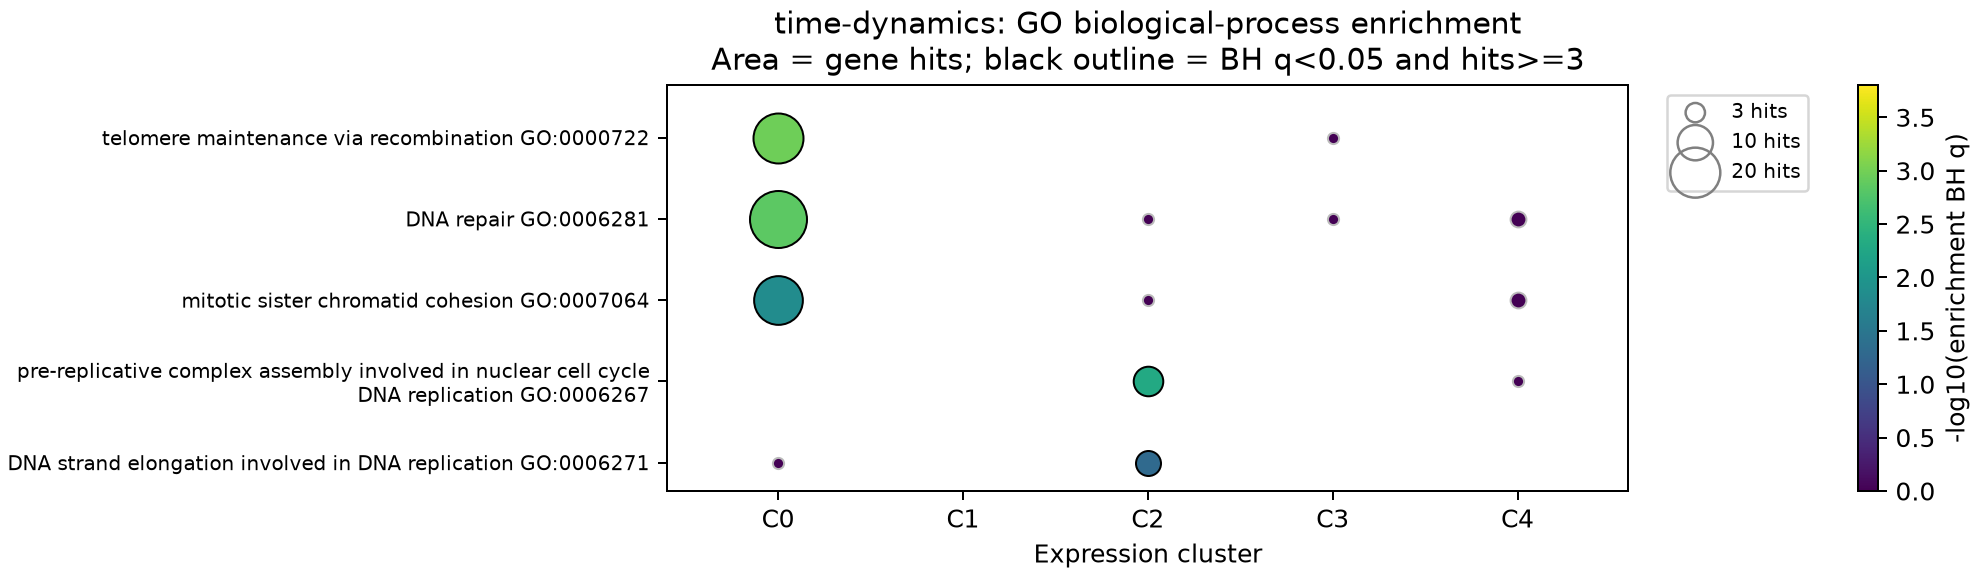 time-dynamics: GO biological-process enrichment
Area = gene hits; black outline = BH q<0.05 and hits>=3
telomere maintenance via recombination GO:0000722
DNA repair GO:0006281
mitotic sister chromatid cohesion GO:0007064
pre-replicative complex assembly involved in nuclear cell cycle
DNA replication GO:0006267
DNA strand elongation involved in DNA replication GO:0006271
C0
C1
C2
C3
C4
Expression cluster
3 hits
10 hits
20 hits
3.5
3.0
2.5
2.0
1.5
1.0
0.5
0.0
-log10(enrichment BH q)